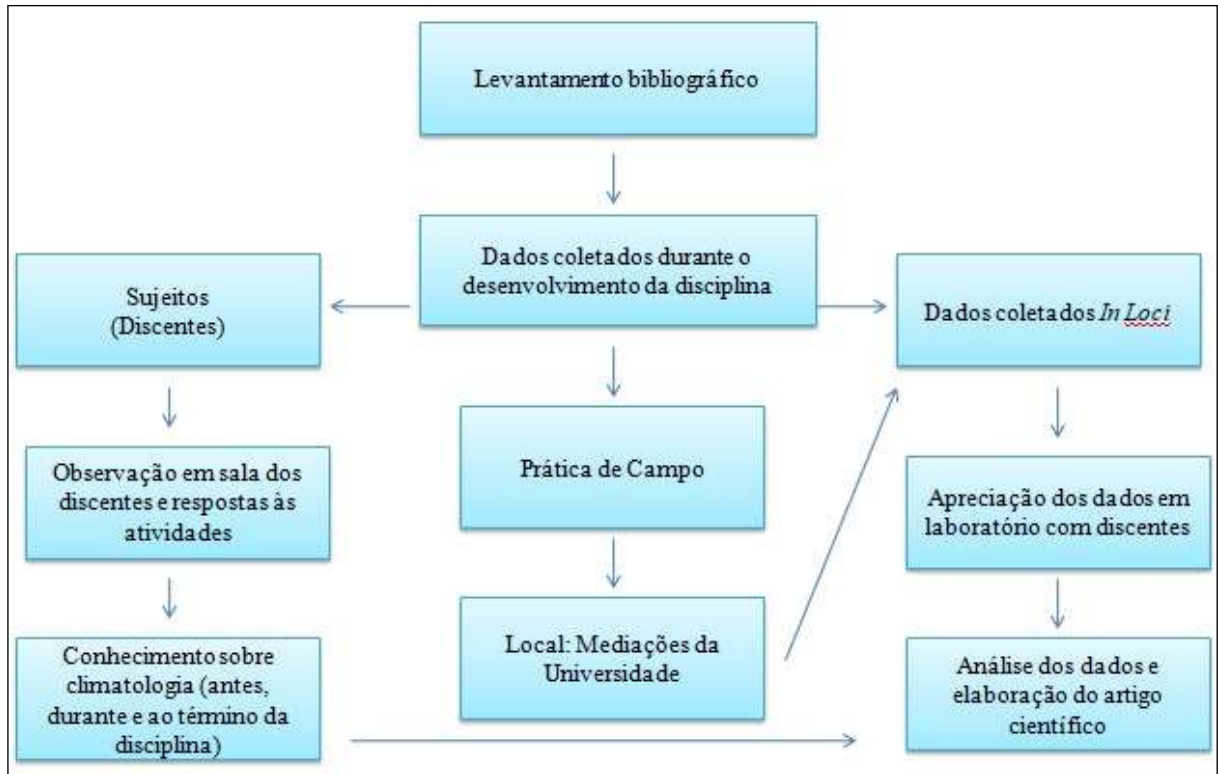 Levantamento bibliográfico
Dados coletados durante o
desenvolvimento da disciplina
Sujeitos
(Discentes)
Dados coletados In Loci
Observação em sala dos
discentes e respostas às
atividades
Prática de Campo
Apreciação dos dados em
laboratório com discentes
Conhecimento sobre
climatologia (antes,
durante e ao término da
disciplina)
Local: Mediações da
Universidade
Análise dos dados e
elaboração do artigo
científico